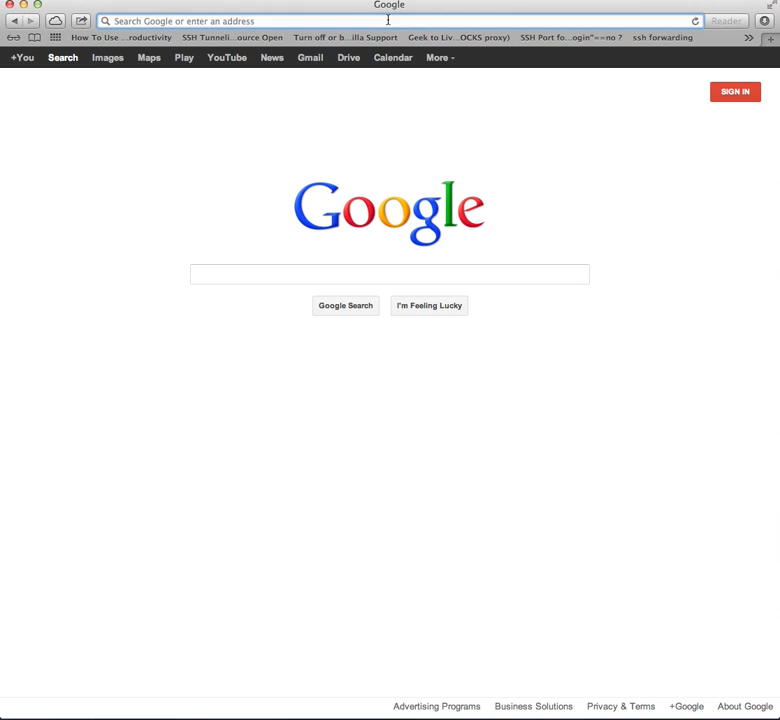 Google
Search Google or enter an address
Reader
How To Use ...roductivity SSH Tunneli...ource Open Turn off or b...illa Support Geek to Liv...OCKS proxy) SSH Port fo...ogin"==no ? ssh forwarding
+You Search Images Maps Play YouTube News Gmail Drive Calendar More
SIGN IN
Google
Google Search I'm Feeling Lucky
Advertising Programs Business Solutions Privacy & Terms +Google About Google